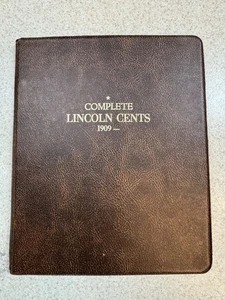 COMPLETE
LINCOLN CENTS
1909 —